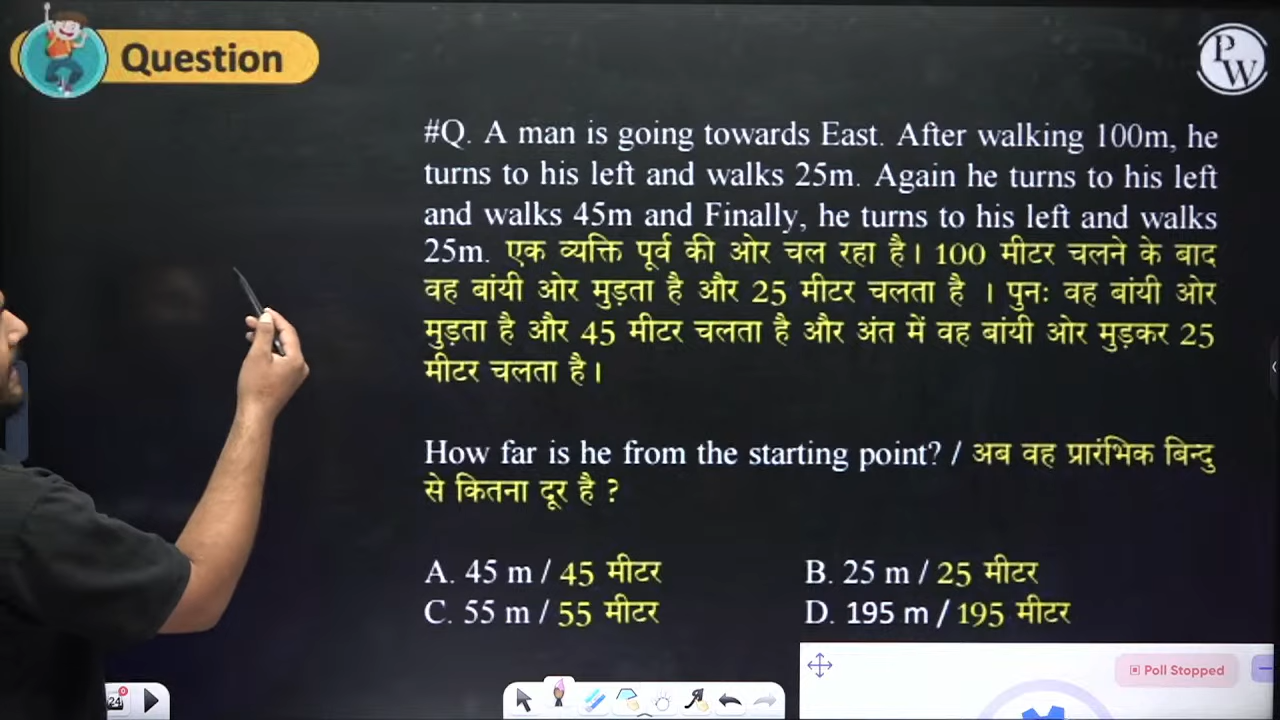 Question
PW
#Q. A man is going towards East. After walking 100m, he
turns to his left and walks 25m. Again he turns to his left
and walks 45m and Finally, he turns to his left and walks
25m. एक व्यक्ति पूर्व की ओर चल रहा है। 100 मीटर चलने के बाद
वह बांयी ओर मुड़ता है और 25 मीटर चलता है । पुनः वह बांयी ओर
मुड़ता है और 45 मीटर चलता है और अंत में वह बांयी ओर मुड़कर 25
मीटर चलता है।
How far is he from the starting point? / अब वह प्रारंभिक बिन्दु
से कितना दूर है ?
A. 45 m / 45 मीटर
B. 25 m / 25 मीटर
C. 55 m / 55 मीटर
D. 195 m / 195 मीटर
Poll Stopped
24